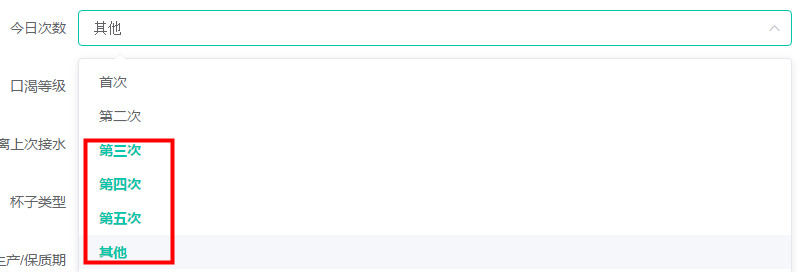 今日次数
其他
口渴等级
首次
第二次
离上次接水
第三次
第四次
杯子类型
第五次
其他
生产/保质期